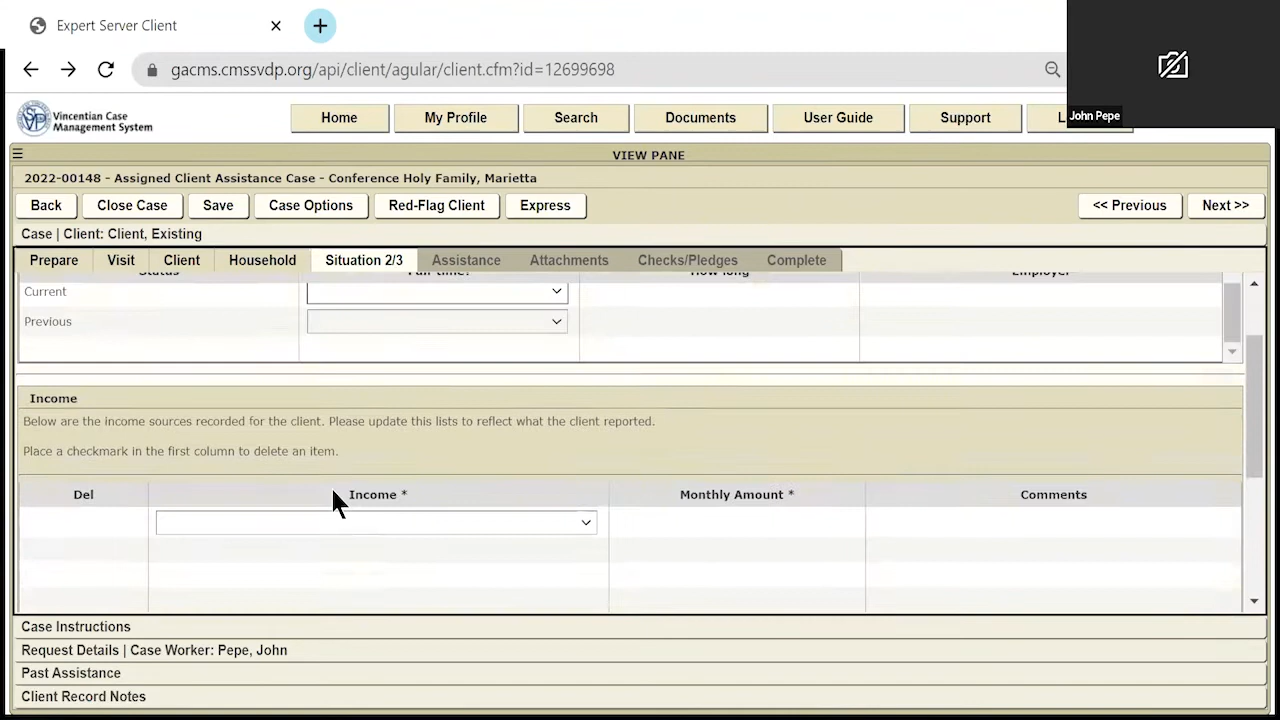 Expert Server Client
gacms.cmssvdp.org/api/client/agular/client.cfm?id=12699698
John Pepe
Vincentian Case
Management System
Home
My Profile
Search
Documents
User Guide
Support
VIEW PANE
2022-00148 - Assigned Client Assistance Case - Conference Holy Family, Marietta
Back
Close Case
Save
Case Options
Red-Flag Client
Express
<< Previous
Next >>
Case | Client: Client, Existing
Prepare
Visit
Client
Household
Situation 2/3
Assistance
Attachments
Checks/Pledges
Complete
Status
How long
Employer
Current
Previous
Income
Below are the income sources recorded for the client. Please update this lists to reflect what the client reported.
Place a checkmark in the first column to delete an item.
Del
Income *
Monthly Amount *
Comments
Case Instructions
Request Details | Case Worker: Pepe, John
Past Assistance
Client Record Notes